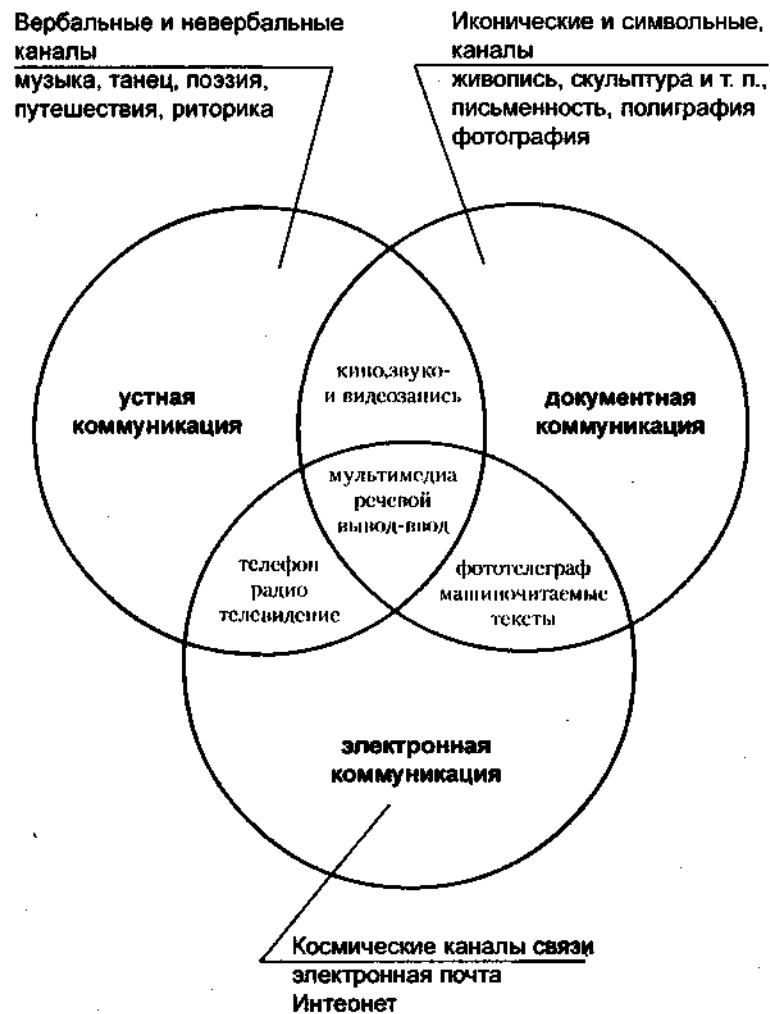 Вербальные и невербальные
каналы
музыка, танец, поэзия,
путешествия, риторика
Иконические и символьные,
каналы
живопись, скульптура и т. п.,
письменность, полиграфия
фотография
кино,звуко-
и видеозапись
устная
коммуникация
документная
коммуникация
мультимедиа
речевой
вывод-ввод
телефон
радио
телевидение
фототелеграф
машиночитаемые
тексты
электронная
коммуникация
Космические каналы связи
электронная почта
Интеонет